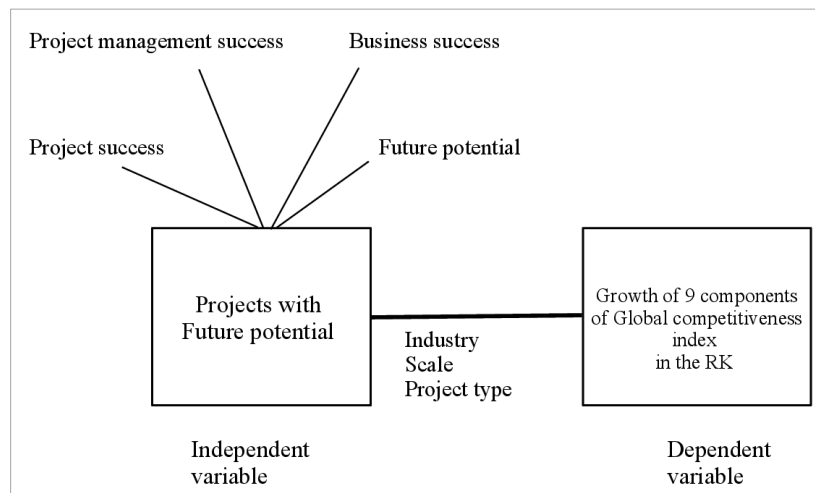 Project management success
Business success
Project success
Future potential
Projects with
Future potential
Industry
Scale
Project type
Growth of 9 components
of Global competitiveness
index
in the RK
Independent
variable
Dependent
variable